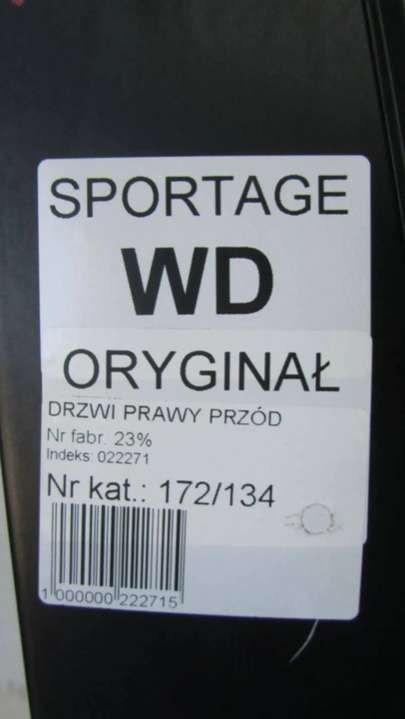 SPORTAGE
WD
ORYGINAŁ
DRZWI PRAWY PRZÓD
Nr fabr. 23%
Indeks: 022271
Nr kat.: 172/134
1 000000 222715